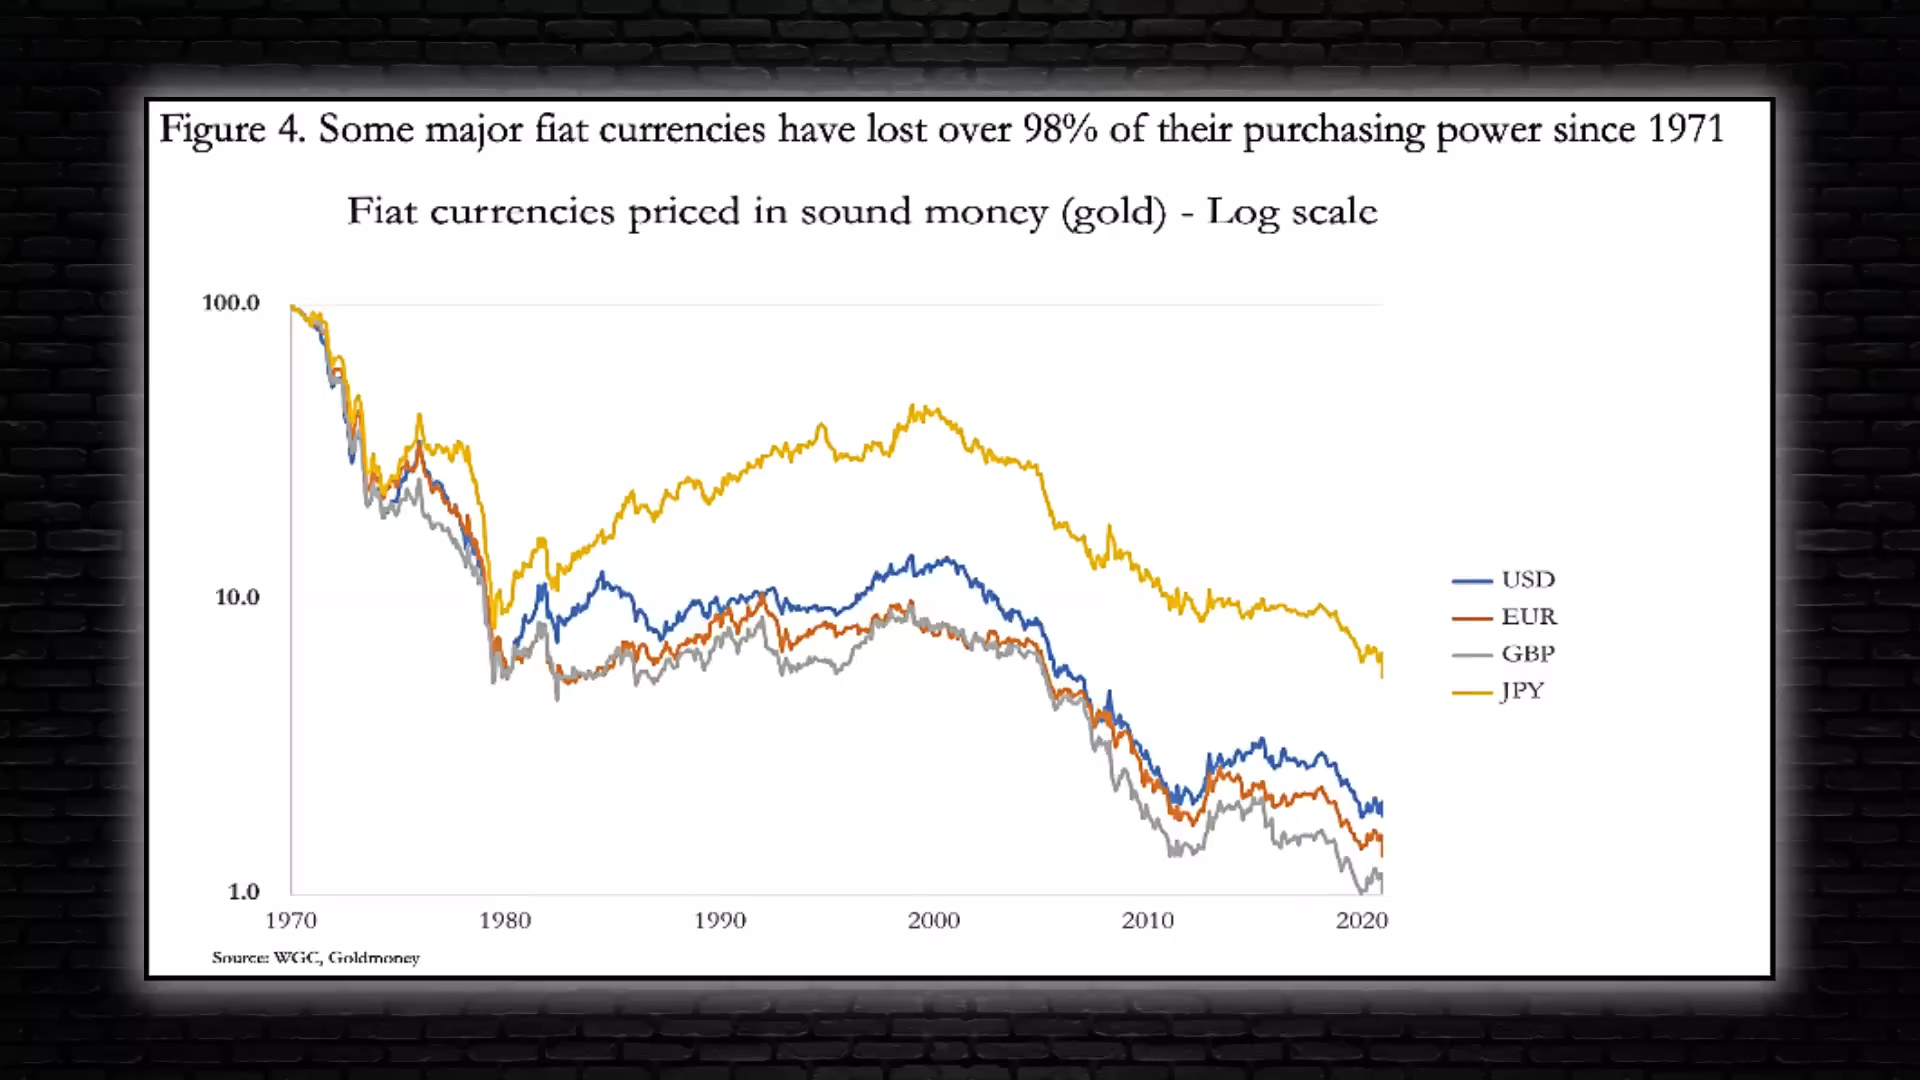 Figure 4. Some major fiat currencies have lost over 98% of their purchasing power since 1971
Fiat currencies priced in sound money (gold) - Log scale
100.0
10.0
1.0
1970 1980 1990 2000 2010 2020
USD
EUR
GBP
JPY
Source: WGC, Goldmoney